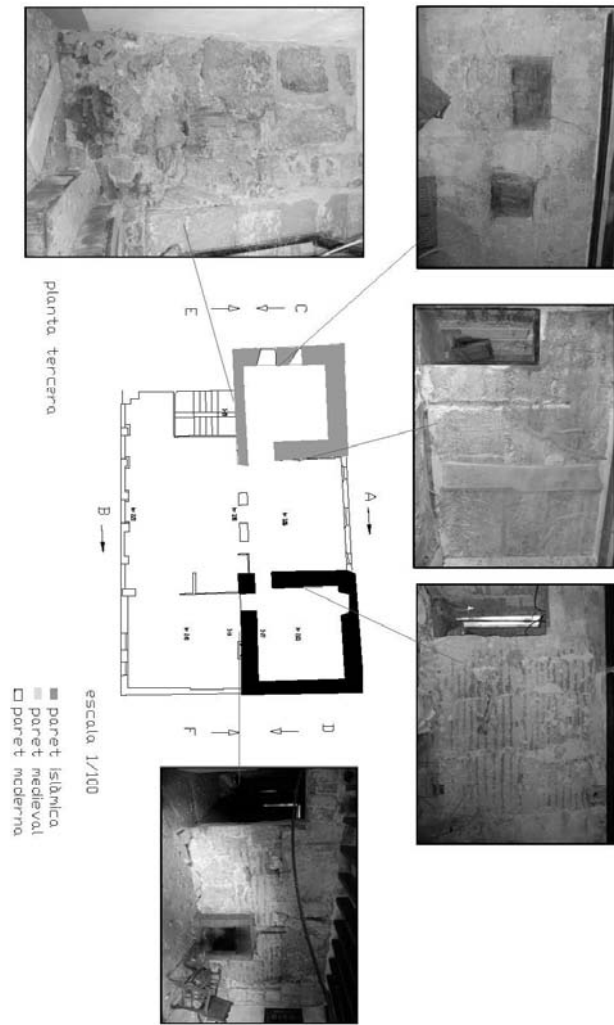 planta tercera
E
C
B
A
F
D
escala 1/100
paret islàmica
paret medieval
paret moderna